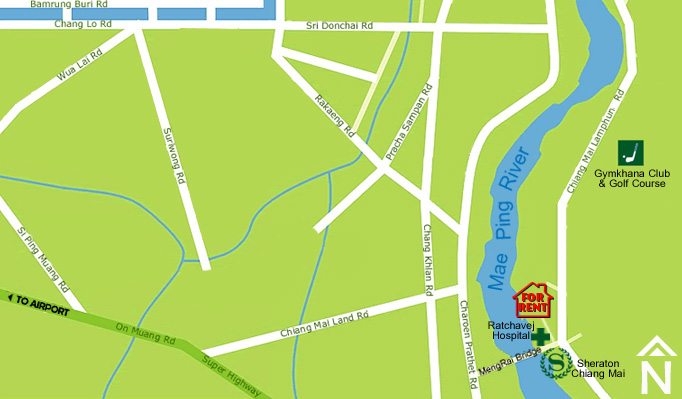 Bamrung Buri Rd
Chang Lo Rd
Sri Donchai Rd
Wua Lai Rd
Suriwong Rd
Rakaeng Rd
Pracha Sampan Rd
Chiang Mai Lamphun Rd
Mae Ping River
Gymkhana Club
& Golf Course
Si Ping Muang Rd
Chang Khlan Rd
Charoen Prathet Rd
TO AIRPORT
On Muang Rd
Super Highway
Chiang Mai Land Rd
FOR
RENT
Ratchavej
Hospital
MengRai Bridge
S
Sheraton
Chiang Mai
N